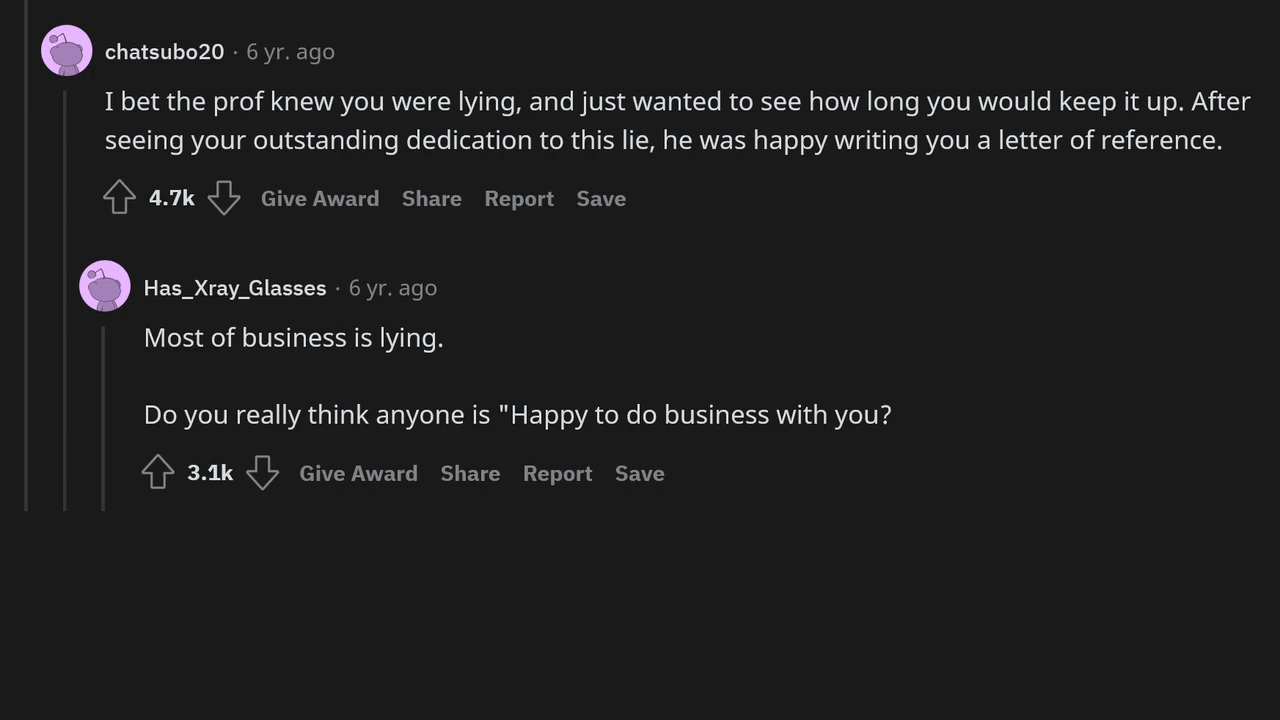 chatsubo20 · 6 yr. ago
I bet the prof knew you were lying, and just wanted to see how long you would keep it up. After
seeing your outstanding dedication to this lie, he was happy writing you a letter of reference.
4.7k Give Award Share Report Save
Has_Xray_Glasses · 6 yr. ago
Most of business is lying.
Do you really think anyone is "Happy to do business with you?
3.1k Give Award Share Report Save